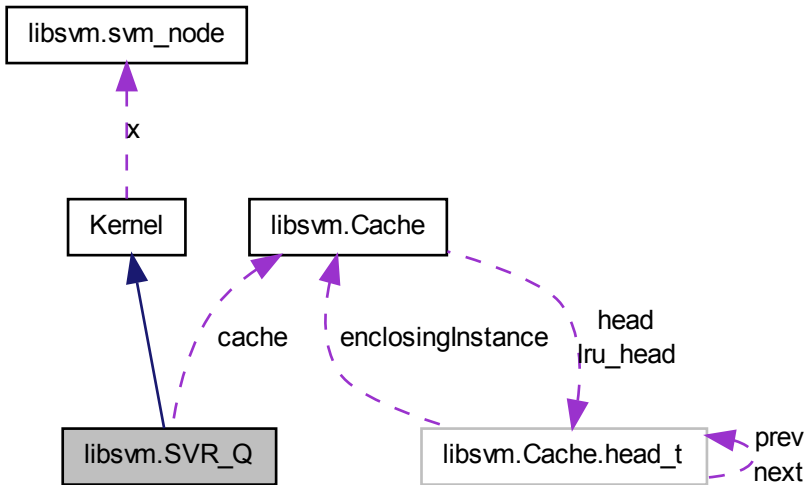 libsvm.svm_node
x
Kernel
libsvm.Cache
cache
enclosingInstance
head
lru_head
libsvm.SVR_Q
libsvm.Cache.head_t
prev
next